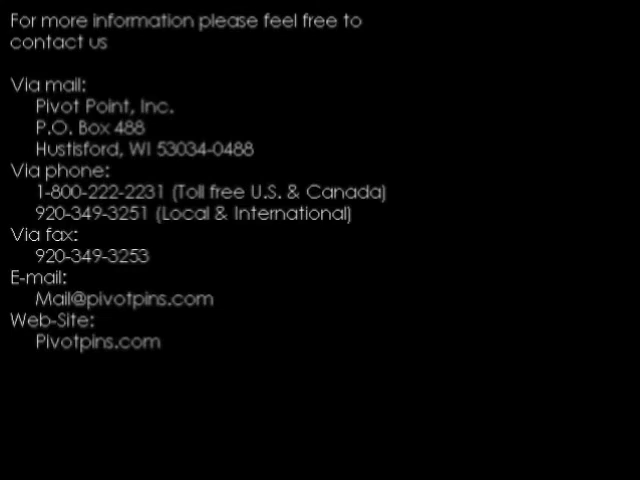 For more information please feel free to
contact us
Via mail:
Pivot Point, Inc.
P.O. Box 488
Hustisford, WI 53034-0488
Via phone:
1-800-222-2231 (Toll free U.S. & Canada)
920-349-3251 (Local & International)
Via fax:
920-349-3253
E-mail:
Mail@pivotpins.com
Web-Site:
Pivotpins.com